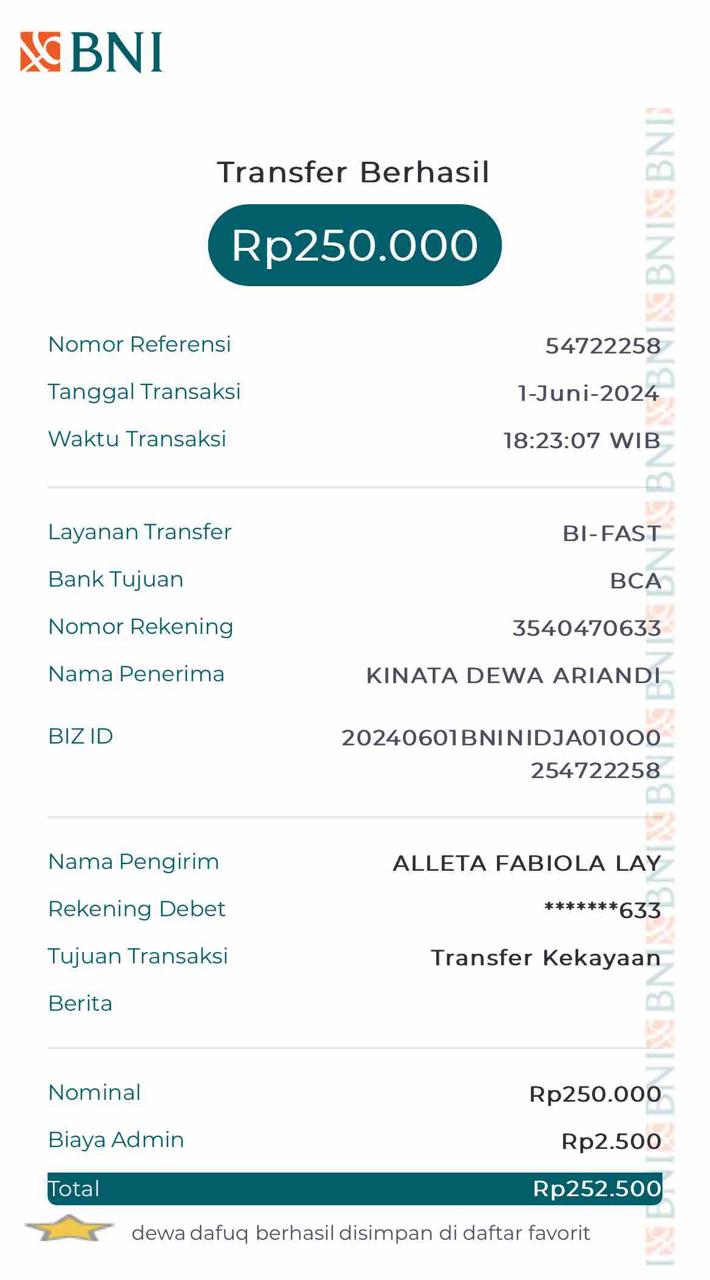 BNI
Transfer Berhasil
Rp250.000
Nomor Referensi 54722258
Tanggal Transaksi 1-Juni-2024
Waktu Transaksi 18:23:07 WIB
Layanan Transfer BI-FAST
Bank Tujuan BCA
Nomor Rekening 3540470633
Nama Penerima KINATA DEWA ARIANDI
BIZ ID 20240601BNINIDJA010O0
254722258
Nama Pengirim ALLETA FABIOLA LAY
Rekening Debet *******633
Tujuan Transaksi Transfer Kekayaan
Berita
Nominal Rp250.000
Biaya Admin Rp2.500
Total Rp252.500
dewa dafuq berhasil disimpan di daftar favorit
BNI BNI BNI BNI BNI BNI BNI BNI BNI BNI BNI